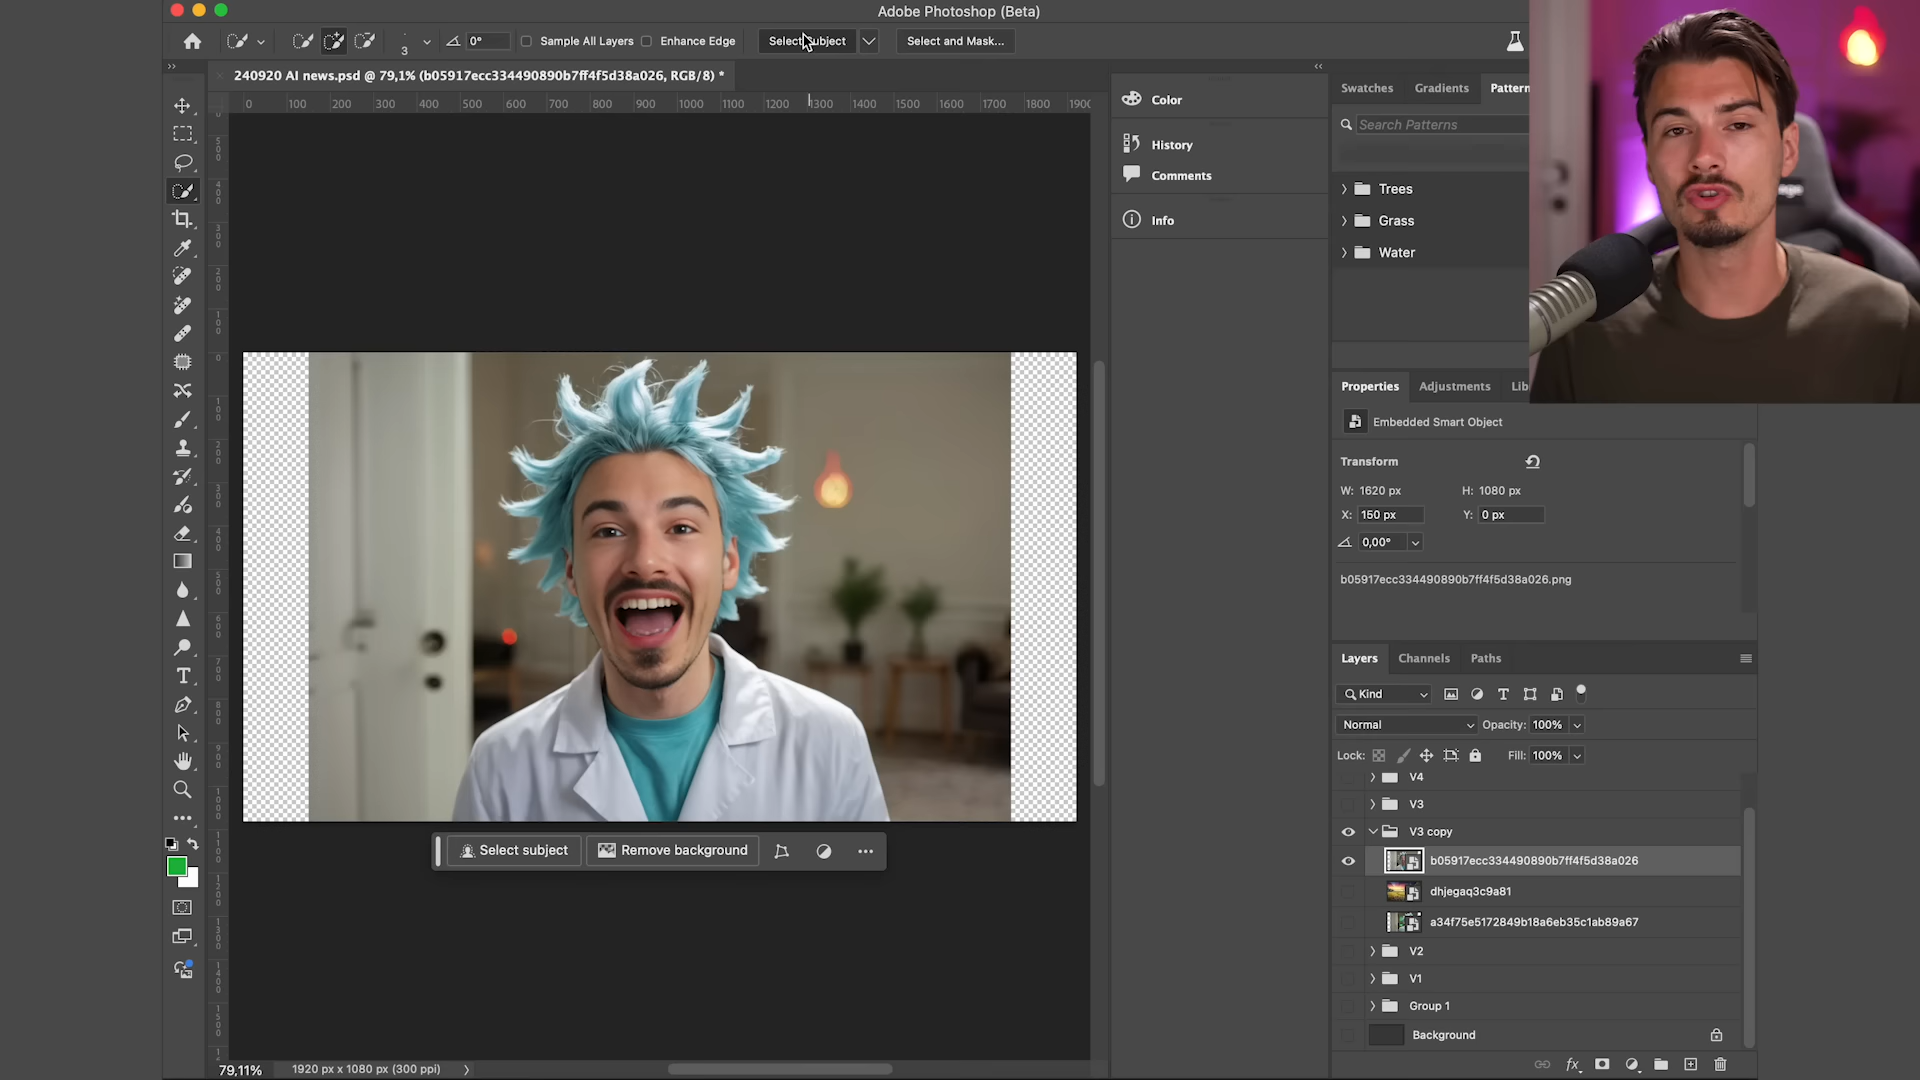 Adobe Photoshop (Beta)
3
0°
Sample All Layers
Enhance Edge
Select Subject
Select and Mask...
240920 AI news.psd @ 79,1% (b05917ecc334490890b7ff4f5d38a026, RGB/8) *
0 100 200 300 400 500 600 700 800 900 1000 1100 1200 1300 1400 1500 1600 1700 1800 1900
Color
History
Comments
Info
Swatches
Gradients
Pattern
Search Patterns
Trees
Grass
Water
Properties
Adjustments
Lib
Embedded Smart Object
Transform
W: 1620 px
H: 1080 px
X: 150 px
Y: 0 px
0,00°
b05917ecc334490890b7ff4f5d38a026.png
Select subject
Remove background
Layers
Channels
Paths
Kind
Normal
Opacity: 100%
Lock:
Fill: 100%
V4
V3
V3 copy
b05917ecc334490890b7ff4f5d38a026
dhjegaq3c9a81
a34f75e5172849b18a6eb35c1ab89a67
V2
V1
Group 1
Background
79,11%
1920 px x 1080 px (300 ppi)